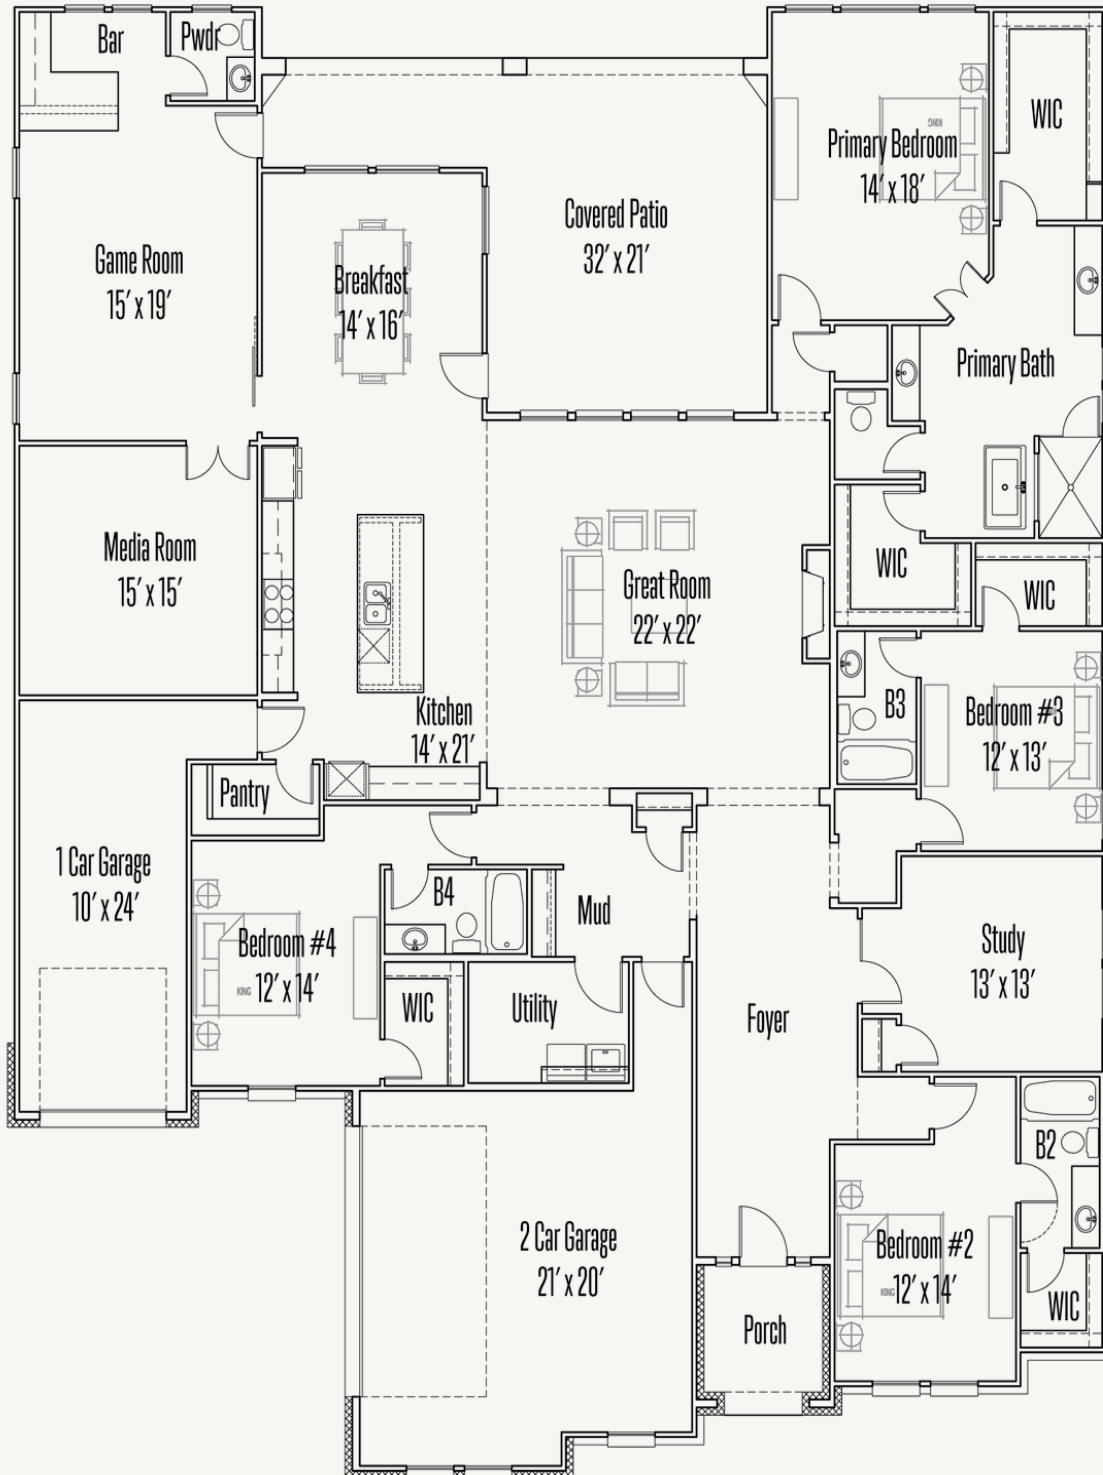 Bar
Pwdr
WIC
KING
Primary Bedroom
14' x 18'
Covered Patio
32' x 21'
Game Room
15' x 19'
Breakfast
14' x 16'
Primary Bath
Media Room
15' x 15'
WIC
Great Room
22' x 22'
WIC
Kitchen
14' x 21'
B3
Bedroom #3
12' x 13'
Pantry
1 Car Garage
10' x 24'
B4
Mud
Bedroom #4
12' x 14'
KING
WIC
Utility
Study
13' x 13'
Foyer
B2
2 Car Garage
21' x 20'
Bedroom #2
12' x 14'
KING
WIC
Porch